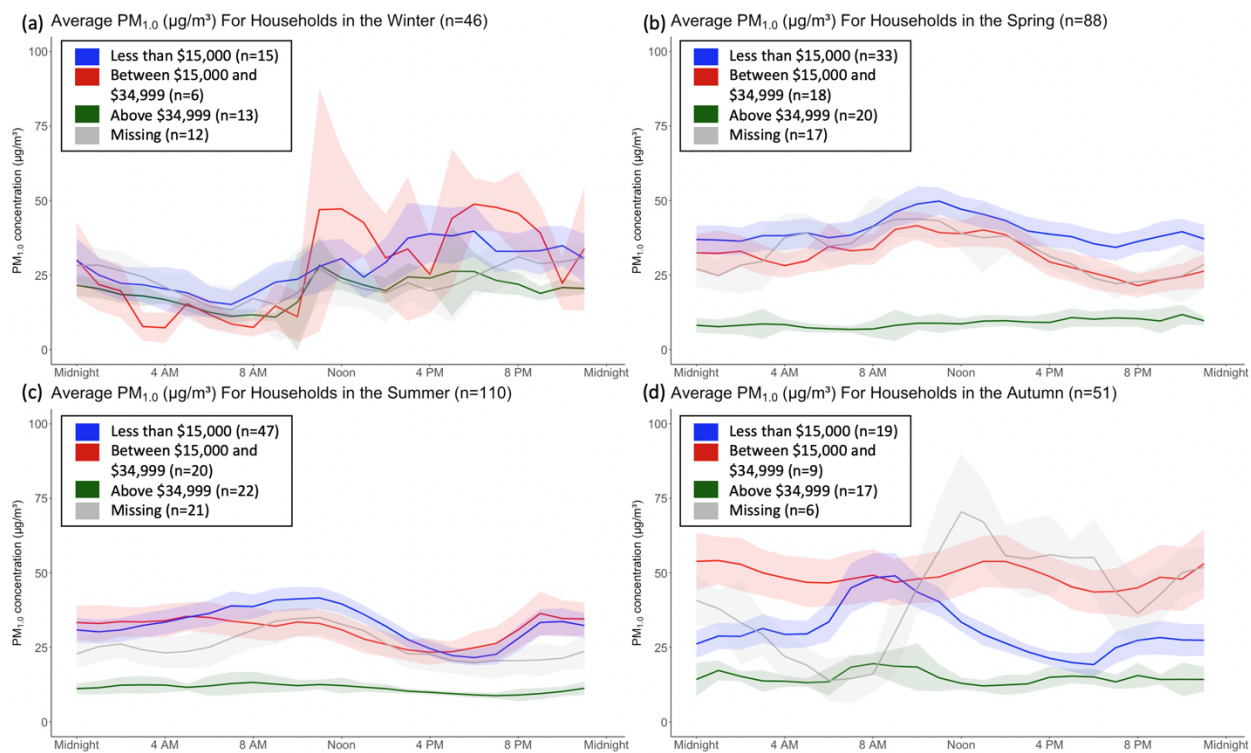 (a) Average PM1.0 (µg/m³) For Households in the Winter (n=46)
100
75
50
25
0
PM1.0 concentration (µg/m³)
Less than $15,000 (n=15)
Between $15,000 and
$34,999 (n=6)
Above $34,999 (n=13)
Missing (n=12)
Midnight 4 AM 8 AM Noon 4 PM 8 PM Midnight
(b) Average PM1.0 (µg/m³) For Households in the Spring (n=88)
100
75
50
25
0
PM1.0 concentration (µg/m³)
Less than $15,000 (n=33)
Between $15,000 and
$34,999 (n=18)
Above $34,999 (n=20)
Missing (n=17)
Midnight 4 AM 8 AM Noon 4 PM 8 PM Midnight
(c) Average PM1.0 (µg/m³) For Households in the Summer (n=110)
100
75
50
25
0
PM1.0 concentration (µg/m³)
Less than $15,000 (n=47)
Between $15,000 and
$34,999 (n=20)
Above $34,999 (n=22)
Missing (n=21)
Midnight 4 AM 8 AM Noon 4 PM 8 PM Midnight
(d) Average PM1.0 (µg/m³) For Households in the Autumn (n=51)
100
75
50
25
0
PM1.0 concentration (µg/m³)
Less than $15,000 (n=19)
Between $15,000 and
$34,999 (n=9)
Above $34,999 (n=17)
Missing (n=6)
Midnight 4 AM 8 AM Noon 4 PM 8 PM Midnight